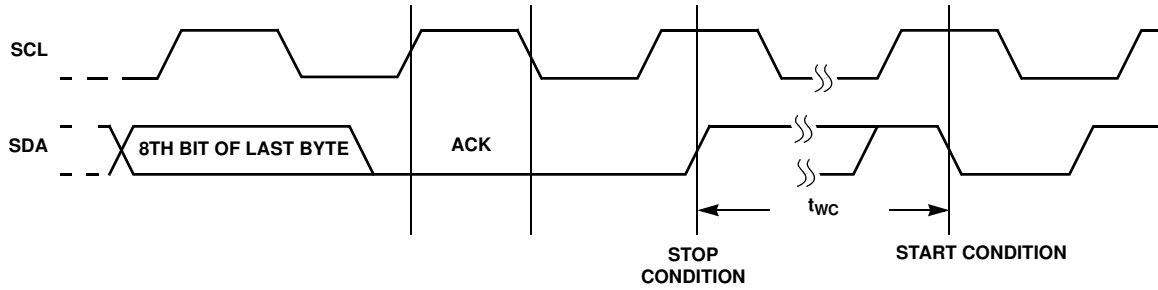 SCL
SDA
8TH BIT OF LAST BYTE
ACK
tWC
STOP
CONDITION
START CONDITION